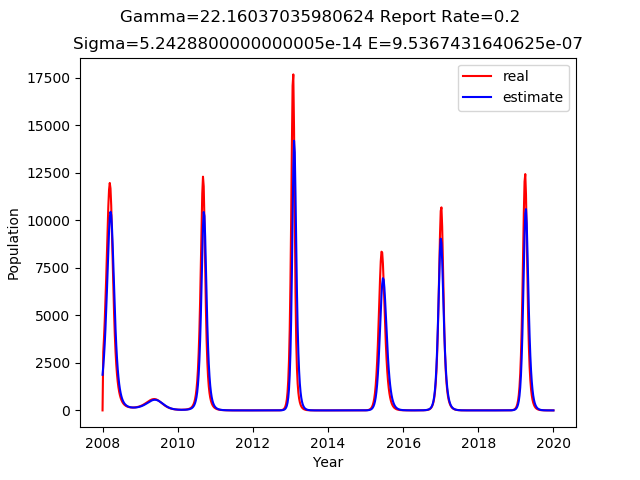 Gamma=22.16037035980624 Report Rate=0.2
Sigma=5.2428800000000005e-14 E=9.5367431640625e-07
real
estimate
17500
15000
12500
10000
7500
5000
2500
0
Population
2008 2010 2012 2014 2016 2018 2020
Year